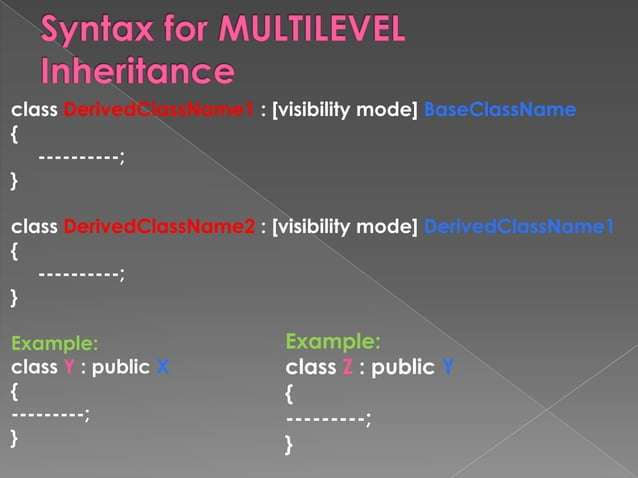 Syntax for MULTILEVEL
Inheritance
class DerivedClassName1 : [visibility mode] BaseClassName
{
----------;
}
class DerivedClassName2 : [visibility mode] DerivedClassName1
{
----------;
}
Example:
class Y : public X
{
---------;
}
Example:
class Z : public Y
{
---------;
}